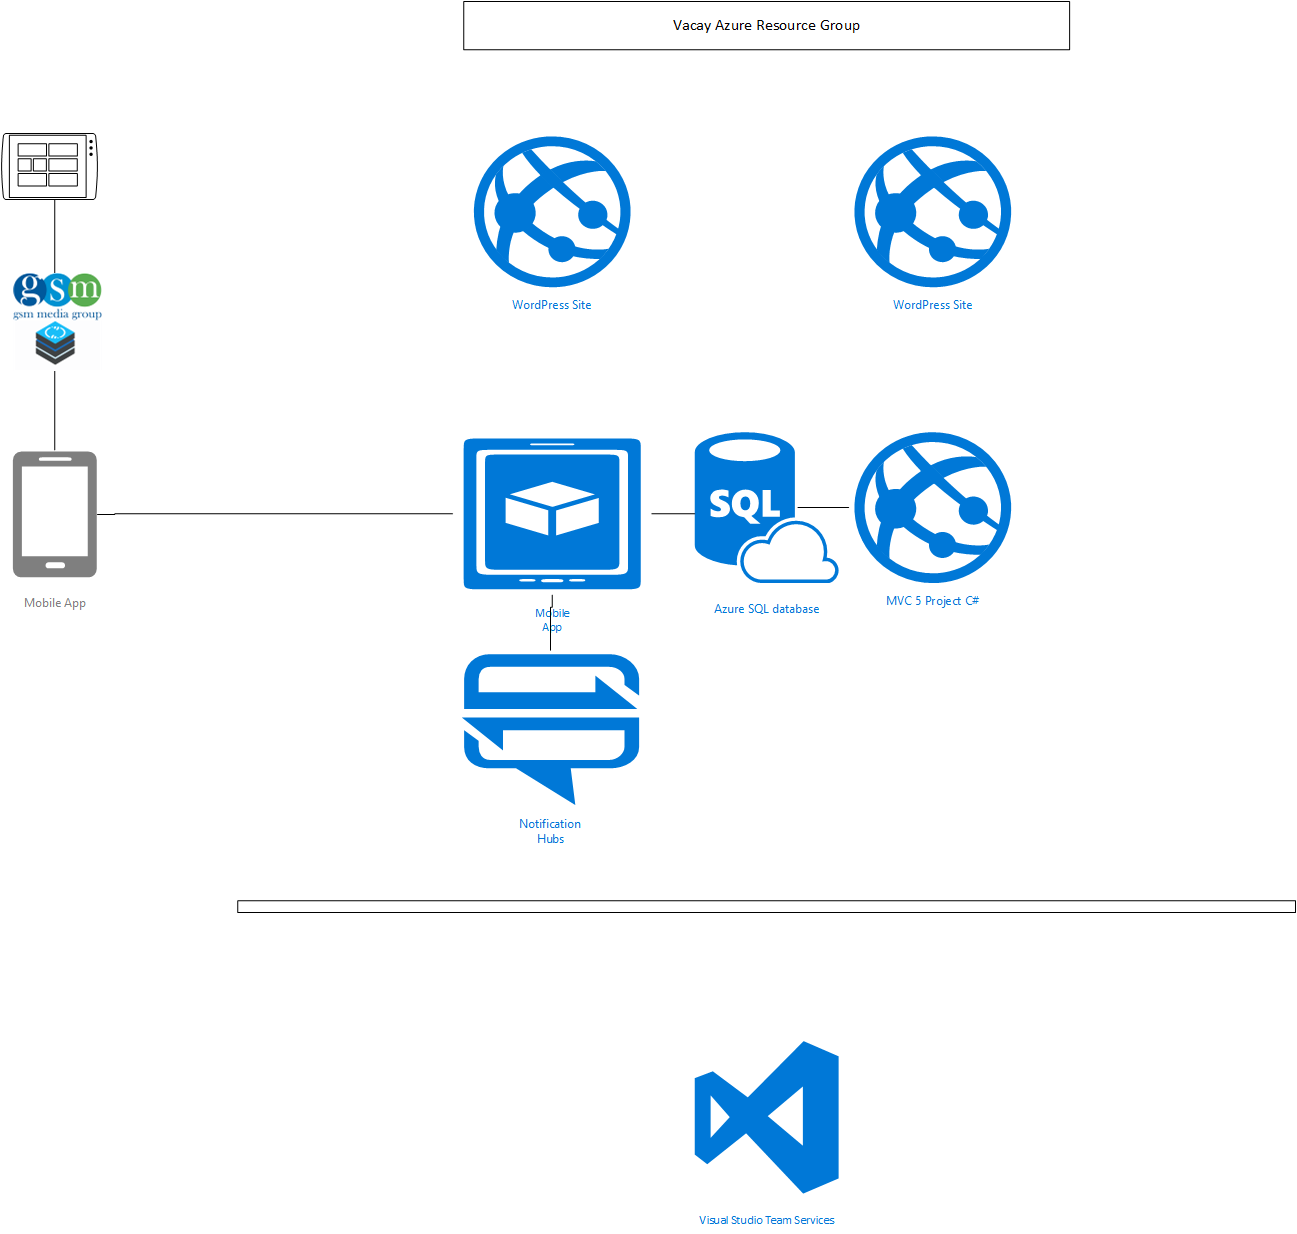 Vacay Azure Resource Group
WordPress Site
WordPress Site
gsm
gsm media group
SQL
Mobile App
Mobile
App
Azure SQL database
MVC 5 Project C#
Notification
Hubs
Visual Studio Team Services